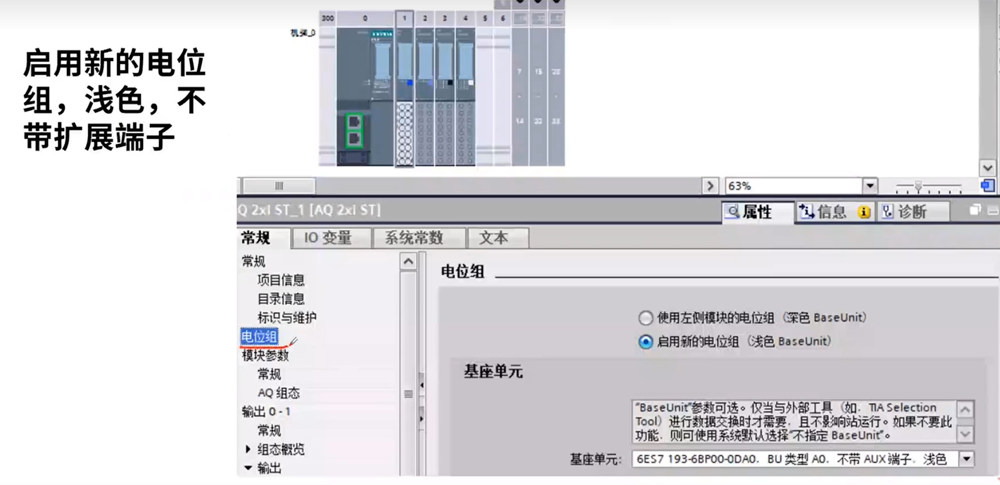 300 0 1 2 3 4 5 6
机架_0
SIEMENS
启用新的电位
组，浅色，不
带扩展端子
7 15
14 22
63%
Q 2xI ST_1 [AQ 2xI ST]
属性 信息 诊断
常规 IO 变量 系统常数 文本
常规
项目信息
目录信息
标识与维护
电位组
模块参数
常规
AQ 组态
输出 0 - 1
常规
组态概览
输出
电位组
使用左侧模块的电位组（深色 BaseUnit）
启用新的电位组（浅色 BaseUnit）
基座单元
“BaseUnit”参数可选。仅当与外部工具（如，TIA Selection
Tool）进行数据交换时才需要，且不影响站运行。如果不要此
功能，则可使用系统默认选择“不指定 BaseUnit”。
基座单元: 6ES7 193-6BP00-0DA0，BU 类型 A0，不带 AUX 端子，浅色